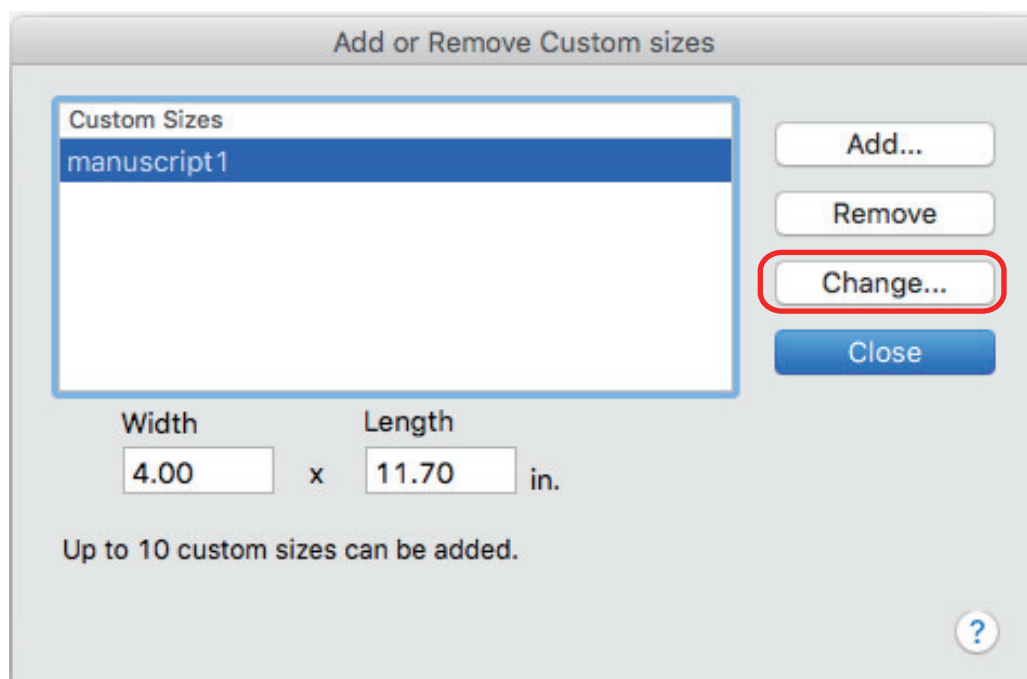 Add or Remove Custom sizes
Custom Sizes
manuscript1
Add...
Remove
Change...
Close
Width Length
4.00 x 11.70 in.
Up to 10 custom sizes can be added.
?